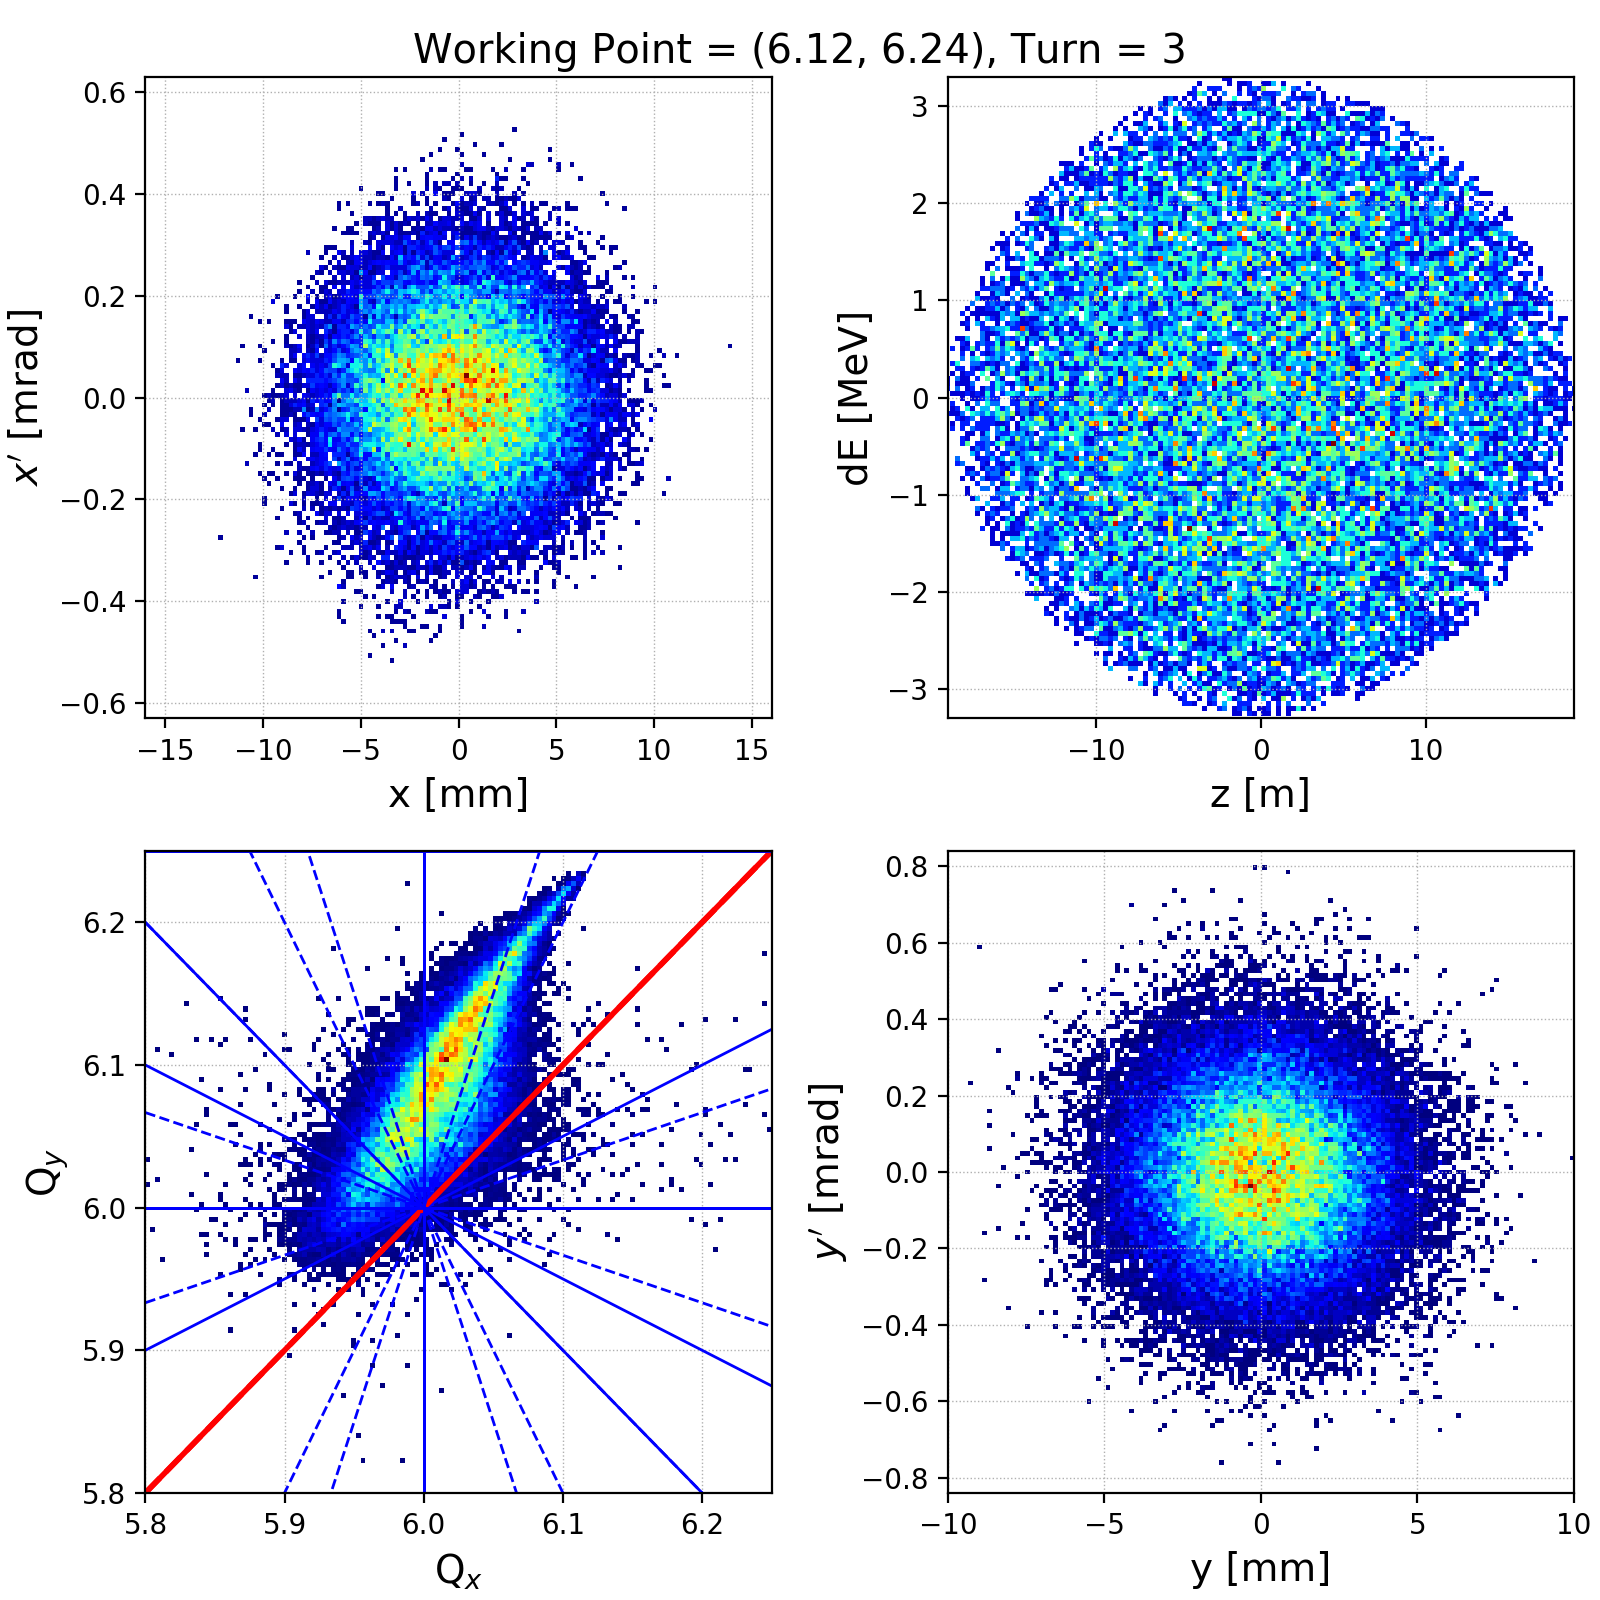 Working Point = (6.12, 6.24), Turn = 3
0.6
0.4
0.2
0.0
−0.2
−0.4
−0.6
x′ [mrad]
−15 −10 −5 0 5 10 15
x [mm]
3
2
1
0
−1
−2
−3
dE [MeV]
−10 0 10
z [m]
6.2
6.1
6.0
5.9
5.8
Qy
5.8 5.9 6.0 6.1 6.2
Qx
0.8
0.6
0.4
0.2
0.0
−0.2
−0.4
−0.6
−0.8
y′ [mrad]
−10 −5 0 5 10
y [mm]